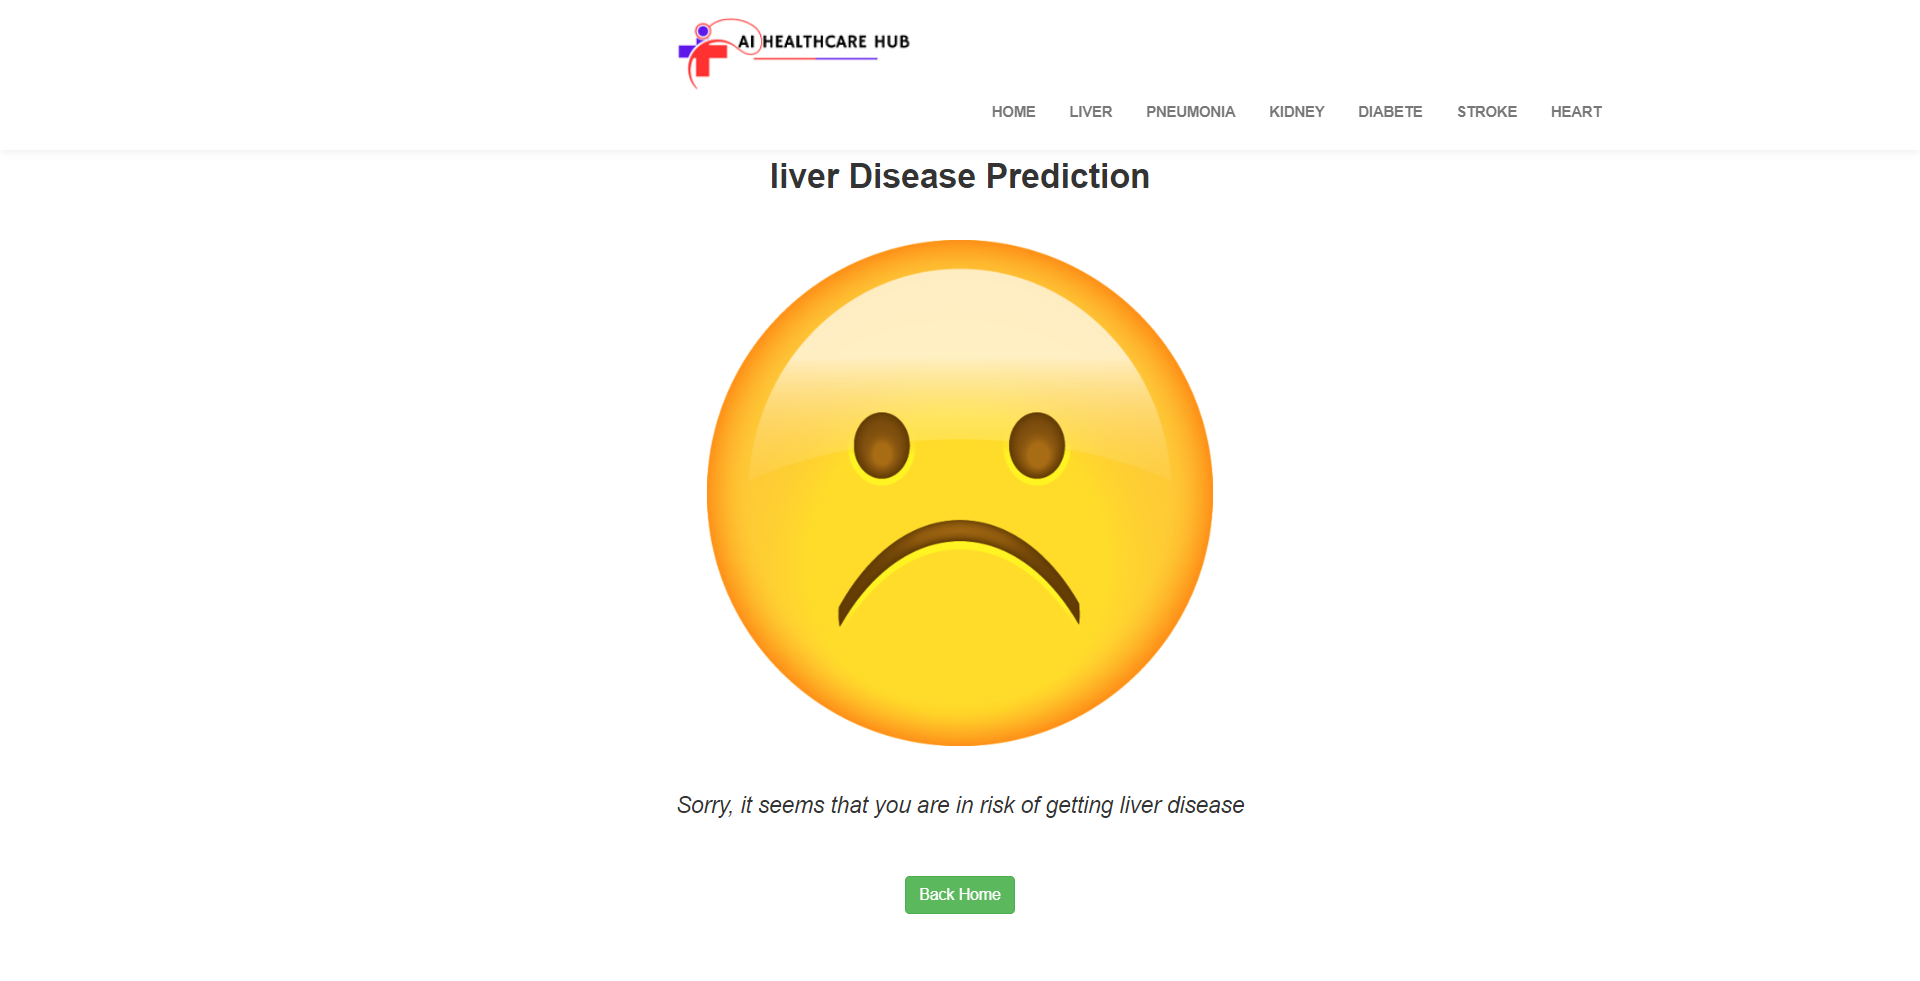 AI HEALTHCARE HUB
HOME LIVER PNEUMONIA KIDNEY DIABETE STROKE HEART
liver Disease Prediction
Sorry, it seems that you are in risk of getting liver disease
Back Home